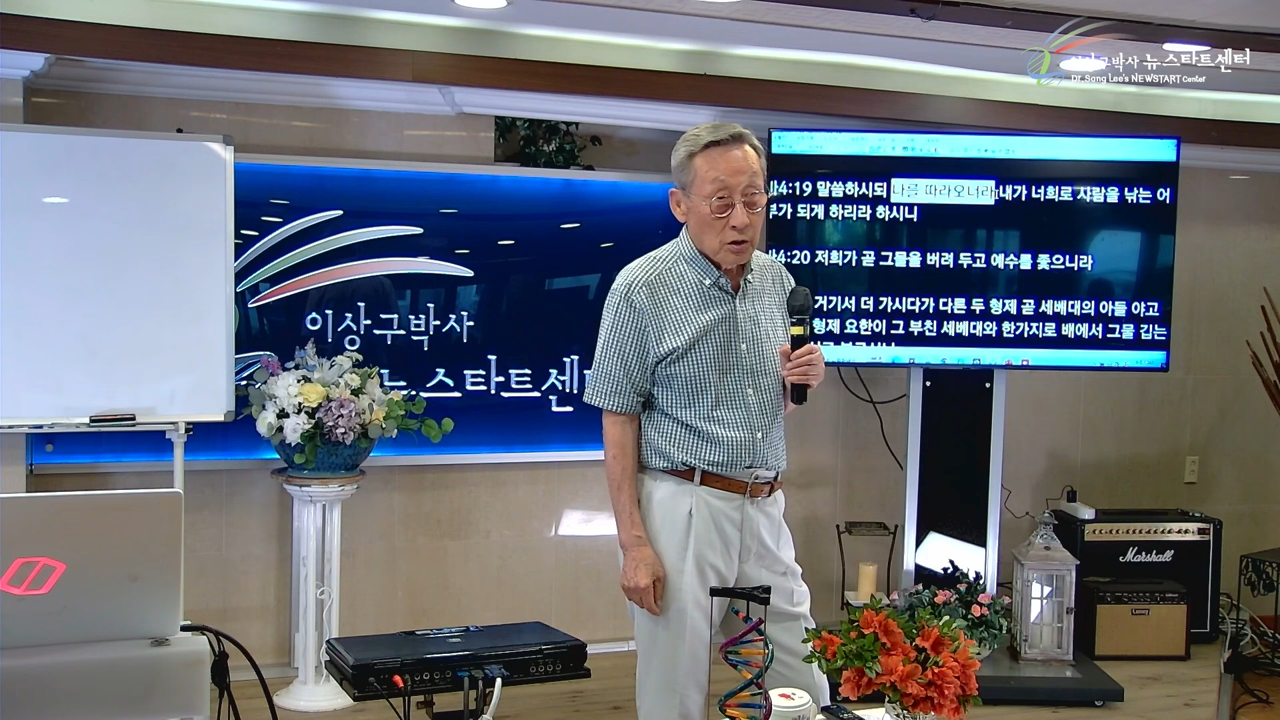 뉴스타트센터
Dr. Sang Lee's NEWSTART Center
4:19 말씀하시되 나를 따라오너라 내가 너희로 사람을 낚는 어
부가 되게 하리라 하시니
4:20 저희가 곧 그물을 버려 두고 예수를 좇으니라
거기서 더 가시다가 다른 두 형제 곧 세베대의 아들 야고
형제 요한이 그 부친 세베대와 한가지로 배에서 그물 깁는
이상구박사
뉴스타트센
Marshall
Laney